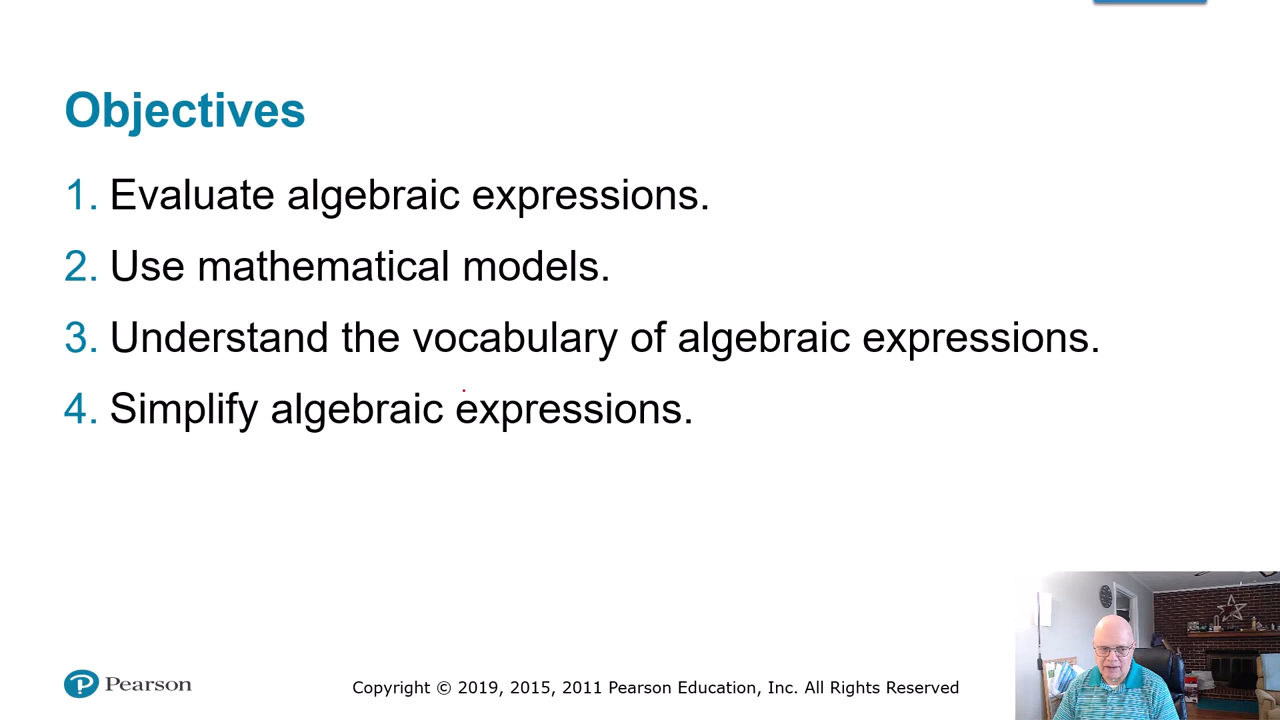 Objectives
1. Evaluate algebraic expressions.
2. Use mathematical models.
3. Understand the vocabulary of algebraic expressions.
4. Simplify algebraic expressions.
Pearson
Copyright © 2019, 2015, 2011 Pearson Education, Inc. All Rights Reserved